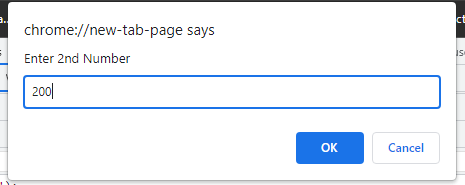 chrome://new-tab-page says
Enter 2nd Number
200
OK Cancel